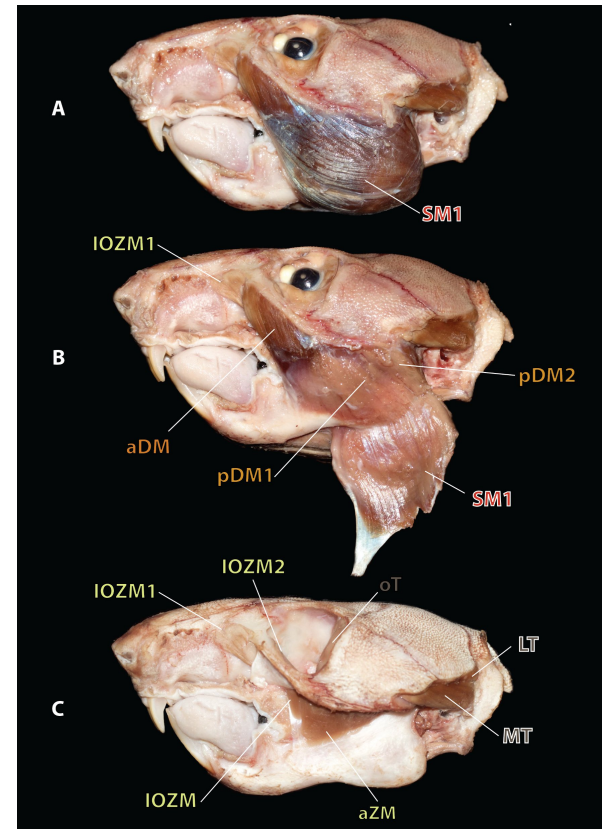 A
SM1
IOZM1
B
pDM2
aDM
pDM1
SM1
IOZM2
IOZM1
oT
LT
C
MT
IOZM
aZM